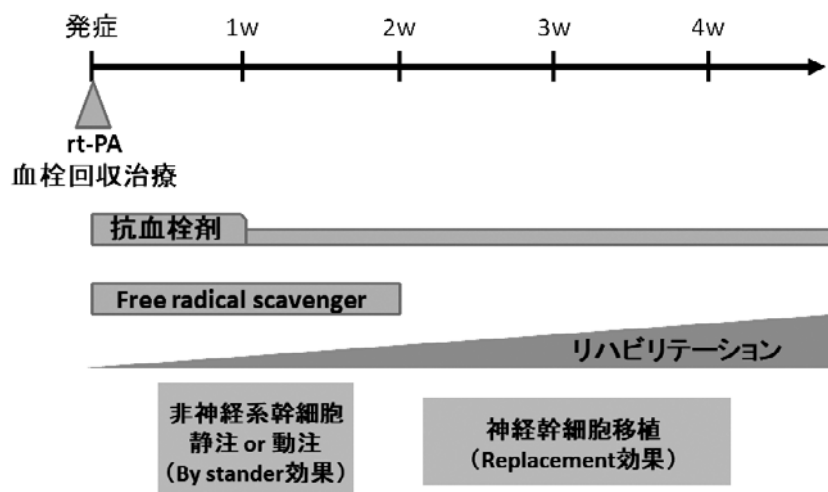 発症 1w 2w 3w 4w
rt-PA
血栓回収治療
抗血栓剤
Free radical scavenger
リハビリテーション
非神経系幹細胞
静注 or 動注
（By stander効果）
神経幹細胞移植
（Replacement効果）